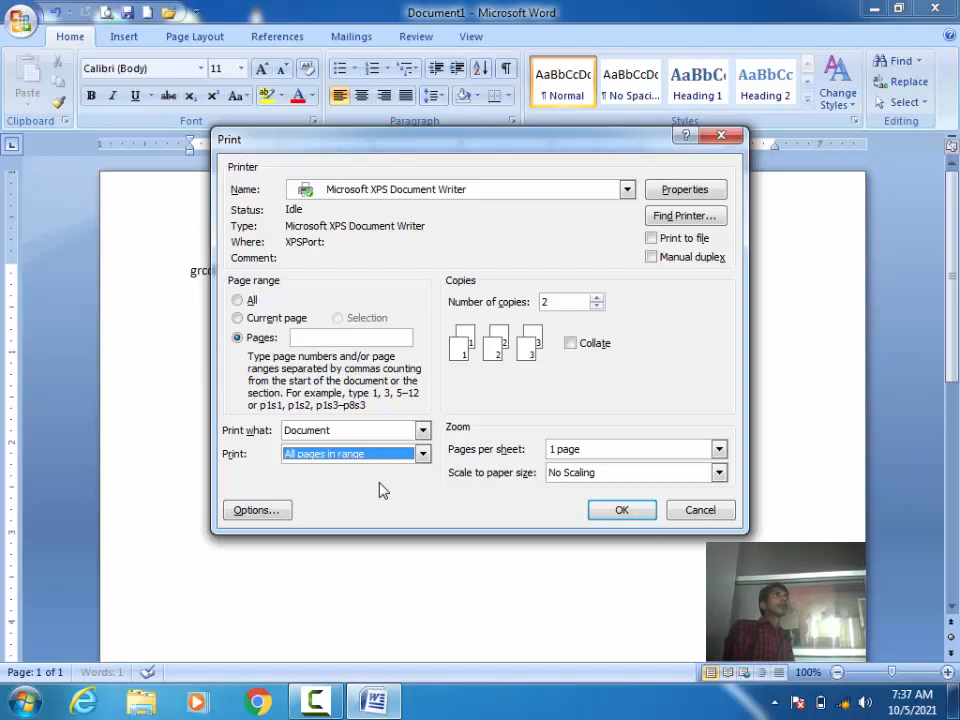 Document1 - Microsoft Word
Home Insert Page Layout References Mailings Review View
Paste
Calibri (Body) 11
AaBbCcDc AaBbCcDc AaBbCc AaBbCc
¶ Normal ¶ No Spaci... Heading 1 Heading 2
Change Styles
Find
Replace
Select
Clipboard Font Paragraph Styles Editing
Print
Printer
Name: Microsoft XPS Document Writer Properties
Status: Idle
Find Printer...
Type: Microsoft XPS Document Writer
Print to file
Where: XPSPort:
Manual duplex
Comment:
Page range
All
Current page Selection
Pages:
Type page numbers and/or page
ranges separated by commas counting
from the start of the document or the
section. For example, type 1, 3, 5–12
or p1s1, p1s2, p1s3–p8s3
Copies
Number of copies: 2
1 1 2 2 3 3
Collate
Print what: Document
Print: All pages in range
Zoom
Pages per sheet: 1 page
Scale to paper size: No Scaling
Options... OK Cancel
Page: 1 of 1 Words: 1 100%
7:37 AM
10/5/2021